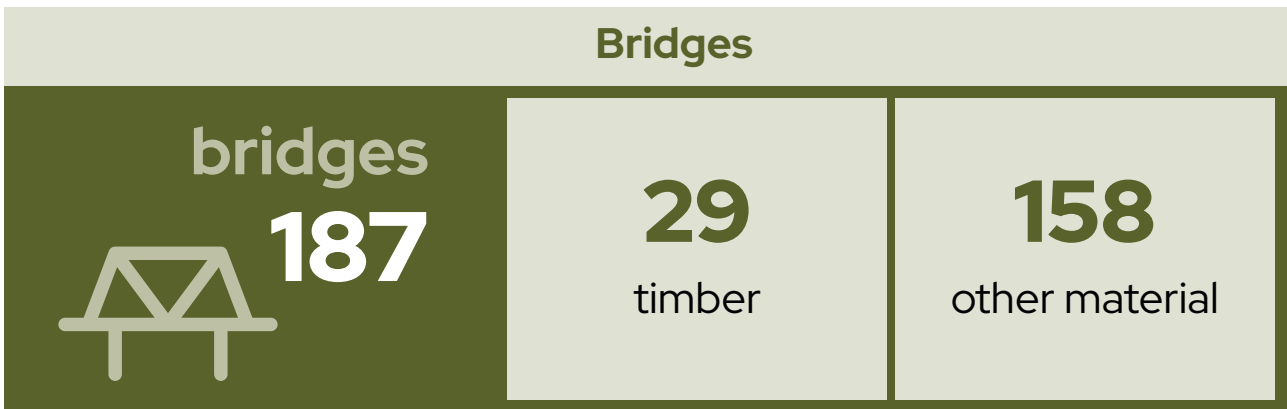 Bridges
bridges
187
29
timber
158
other material